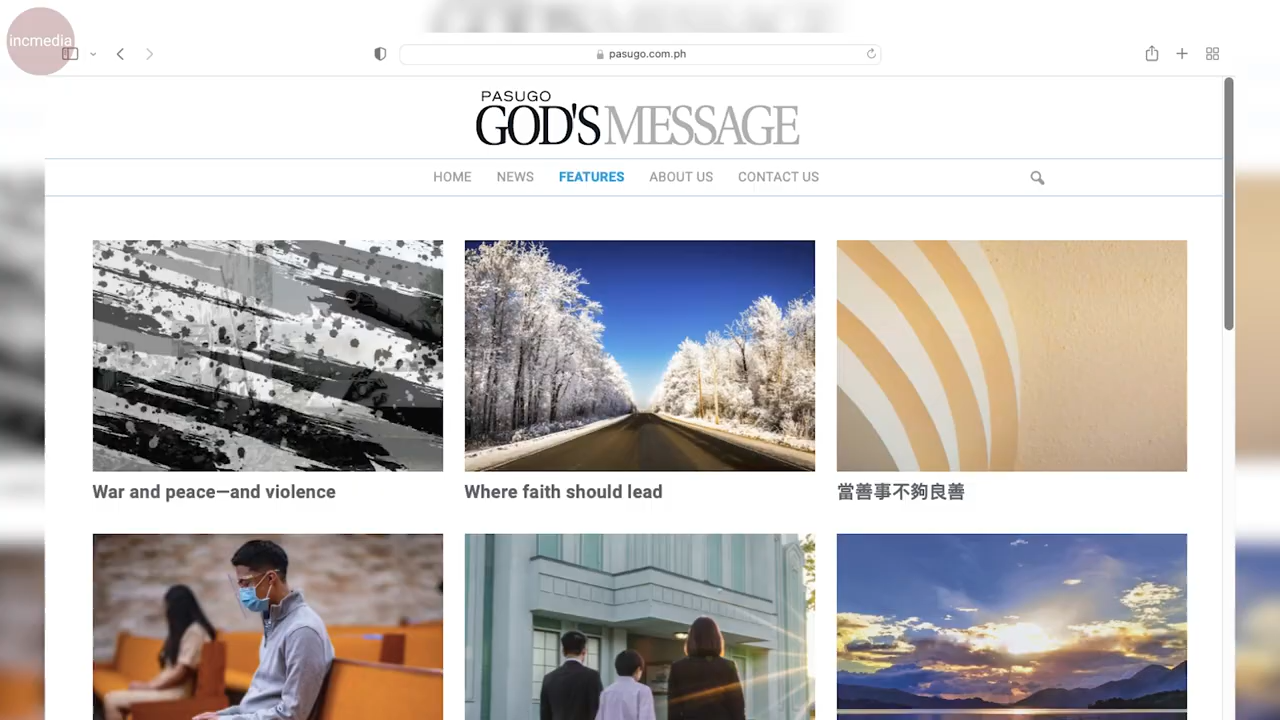 incmedia
pasugo.com.ph
PASUGO
GOD'S MESSAGE
HOME NEWS FEATURES ABOUT US CONTACT US
War and peace—and violence
Where faith should lead
當善事不夠良善